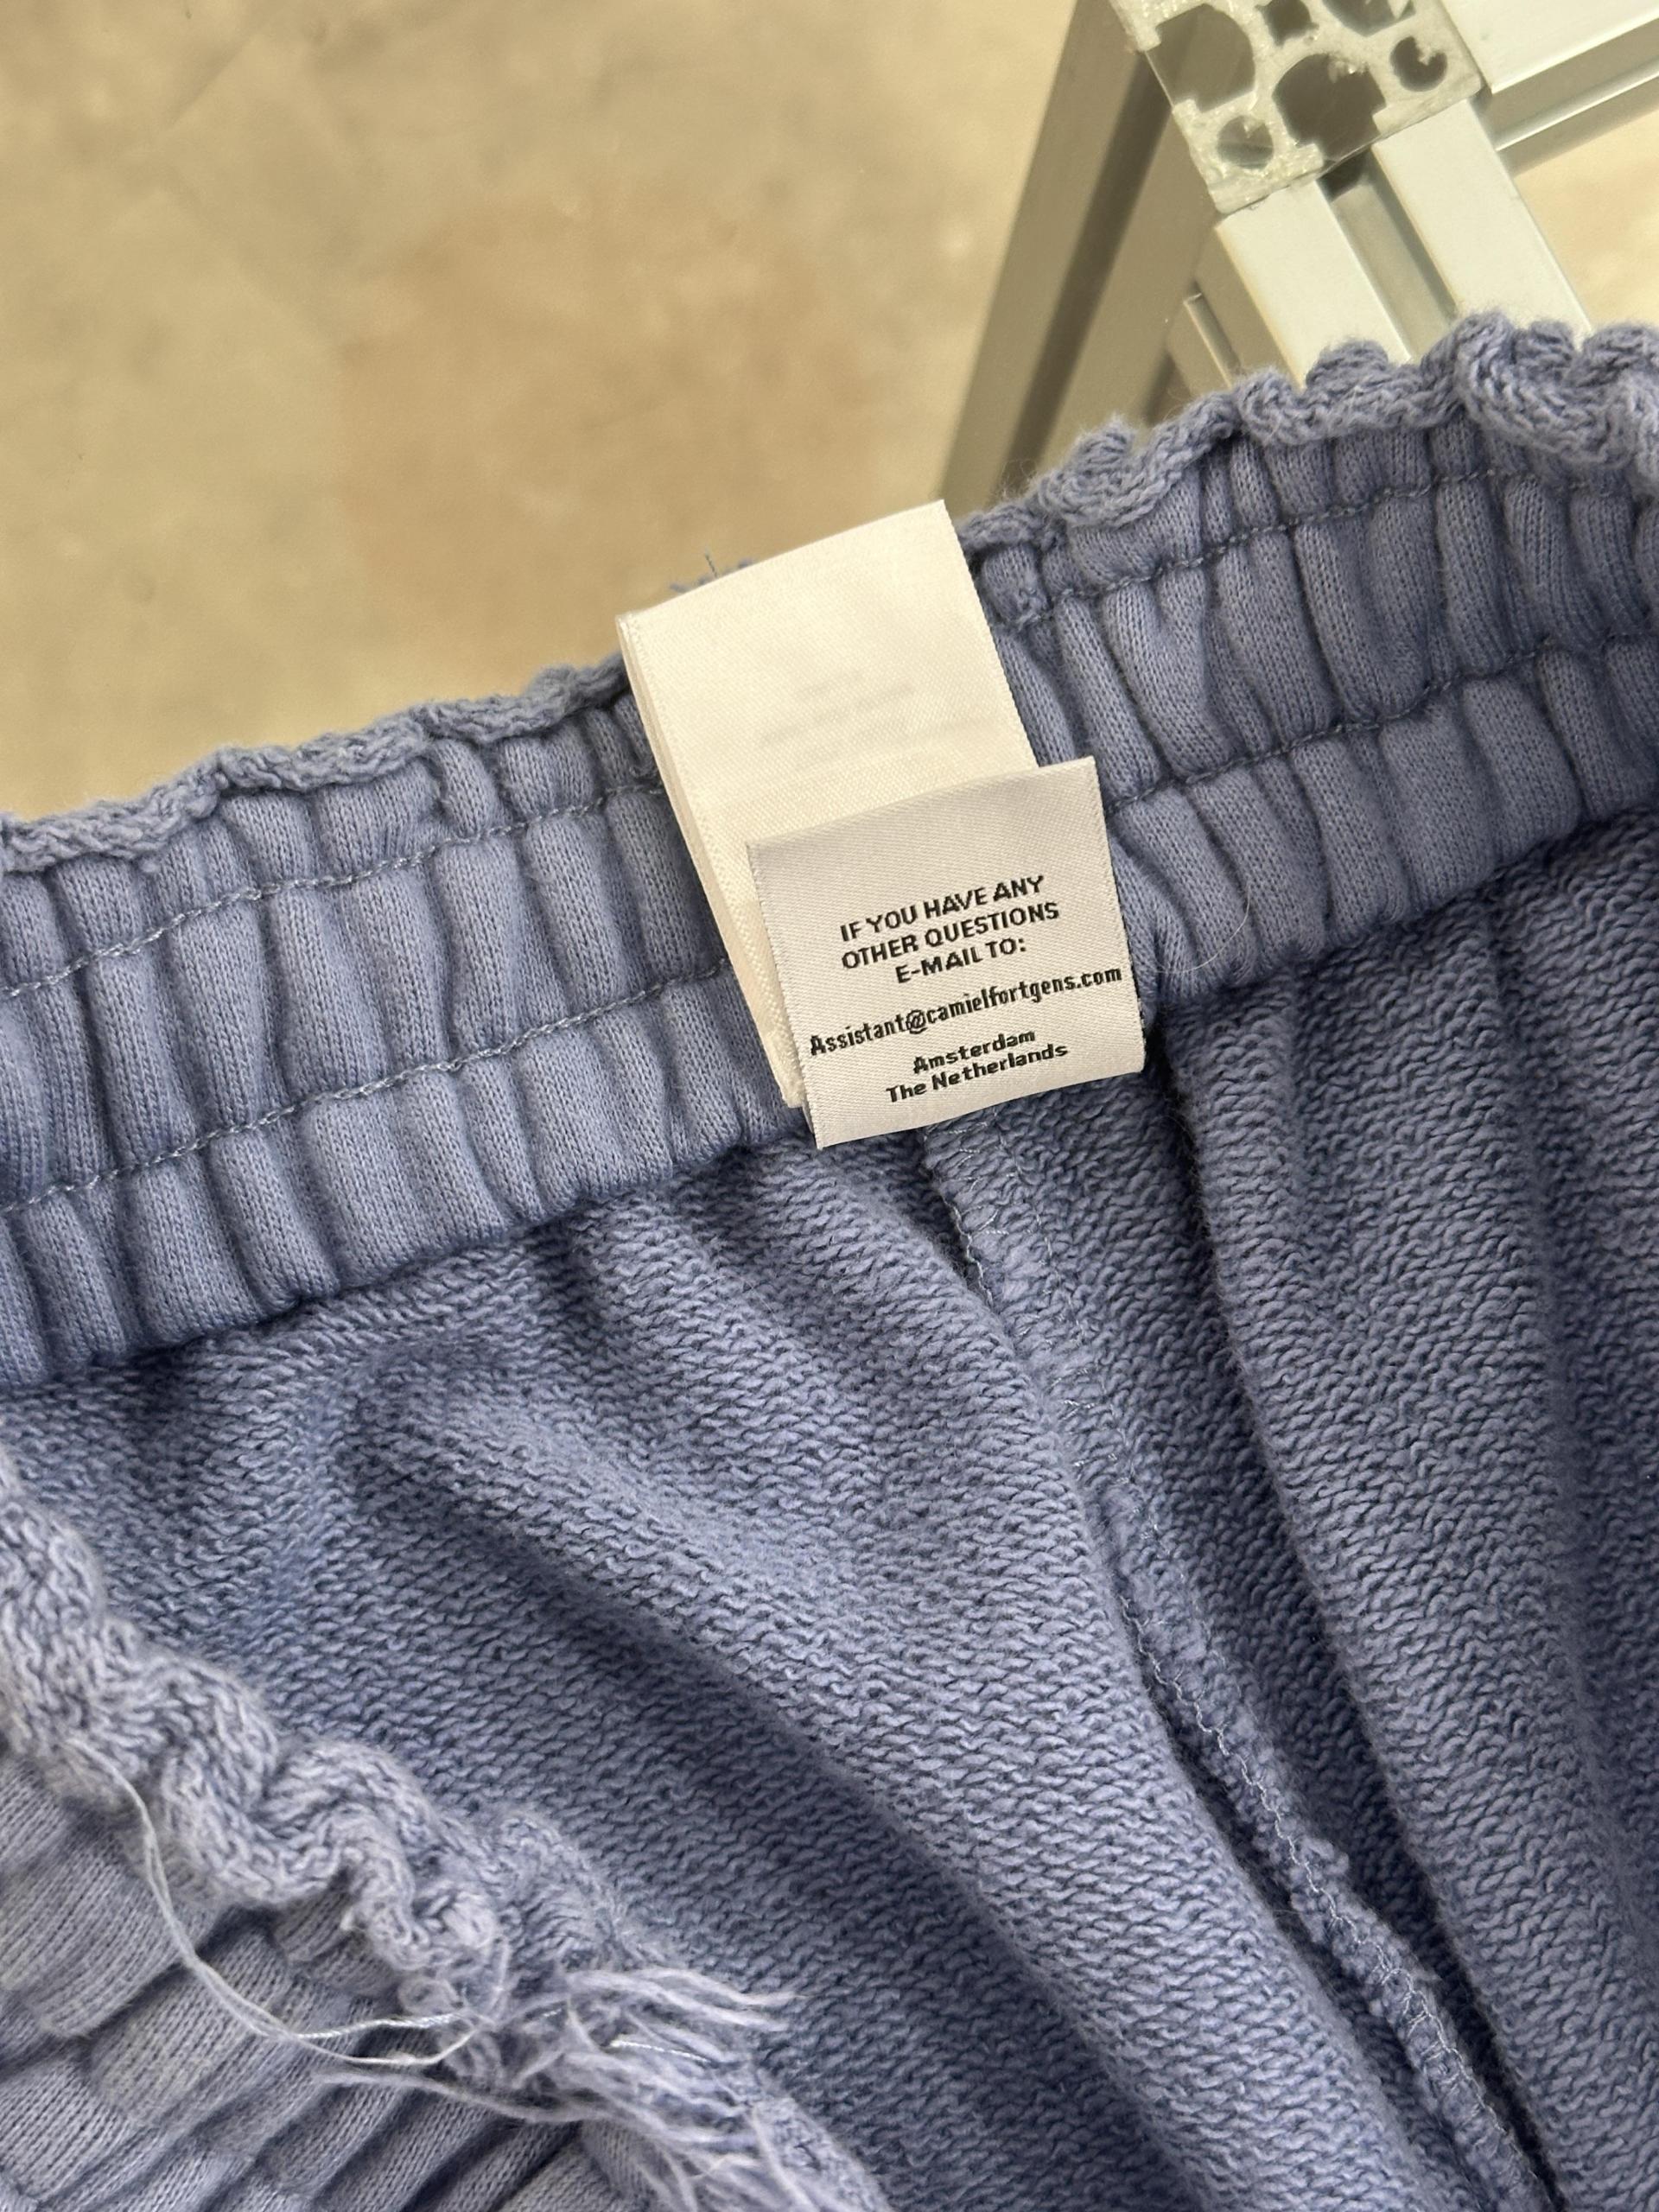 IF YOU HAVE ANY
OTHER QUESTIONS
E-MAIL TO:
Assistant@camielfortgens.com
Amsterdam
The Netherlands